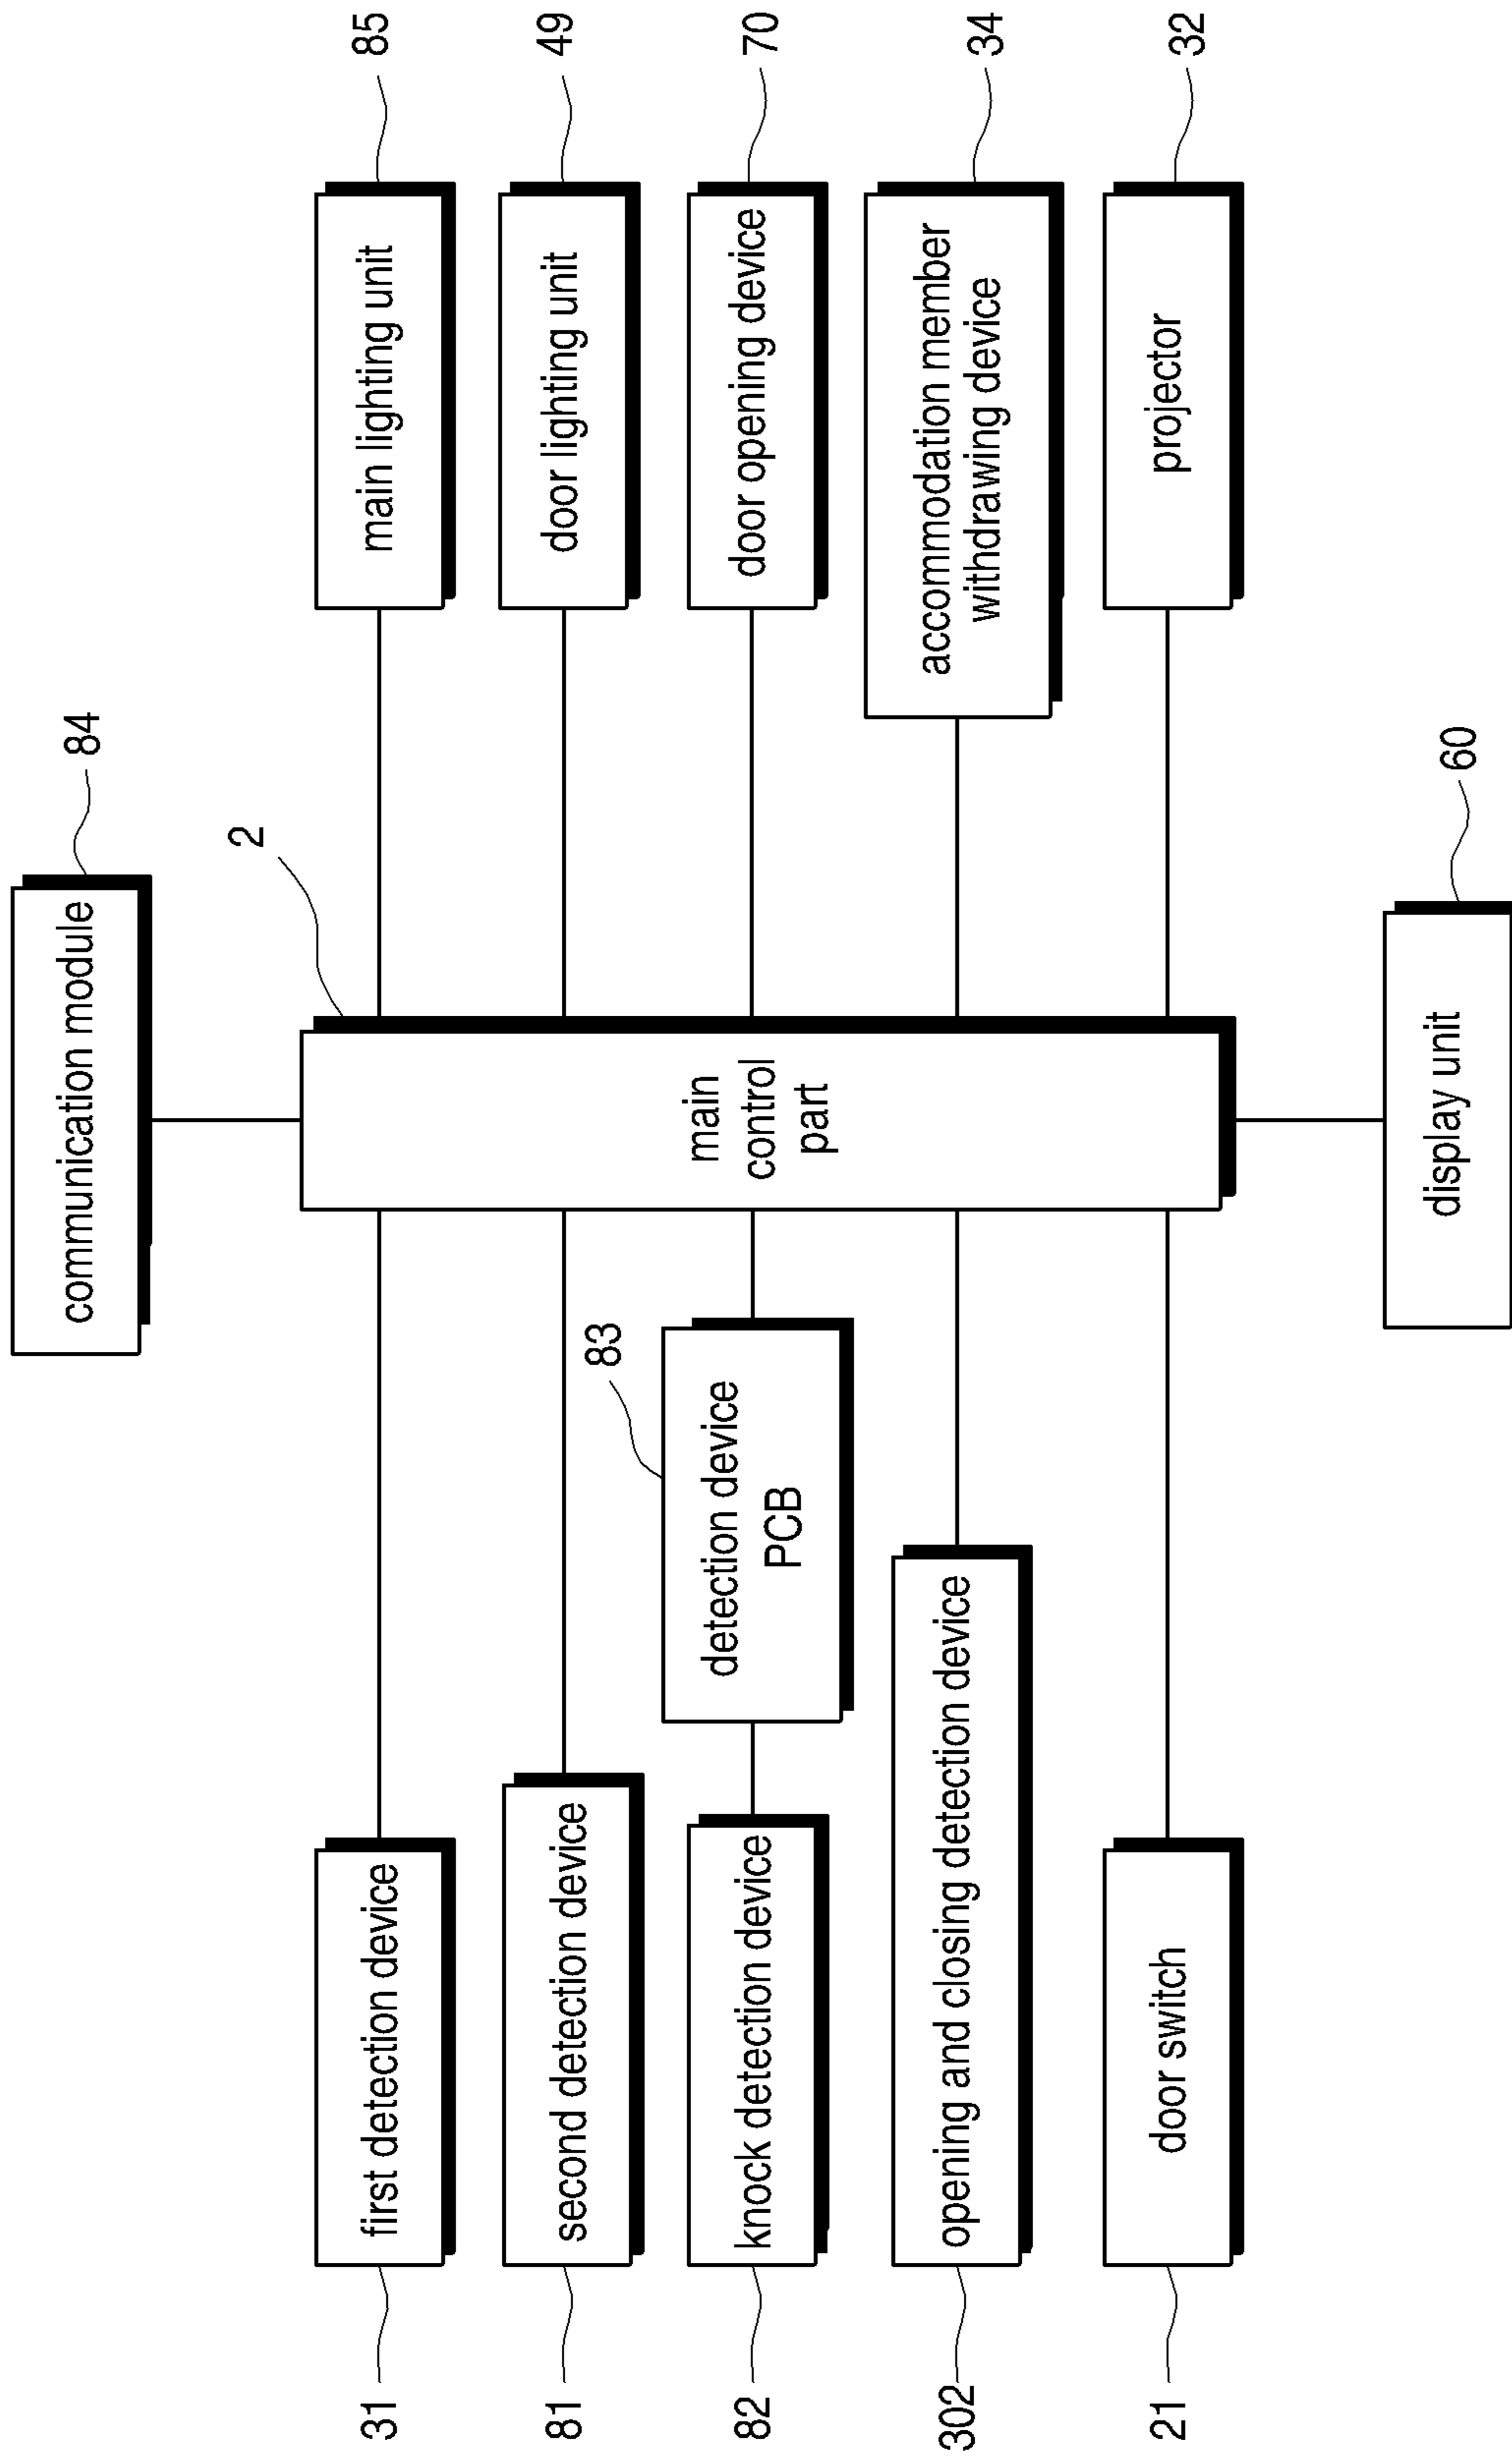 communication module
84
2
31
first detection device
main lighting unit
85
81
second detection device
door lighting unit
49
83
82
knock detection device
detection device
PCB
main
control
part
door opening device
70
302
opening and closing detection device
accommodation member
withdrawing device
34
21
door switch
projector
32
display unit
60